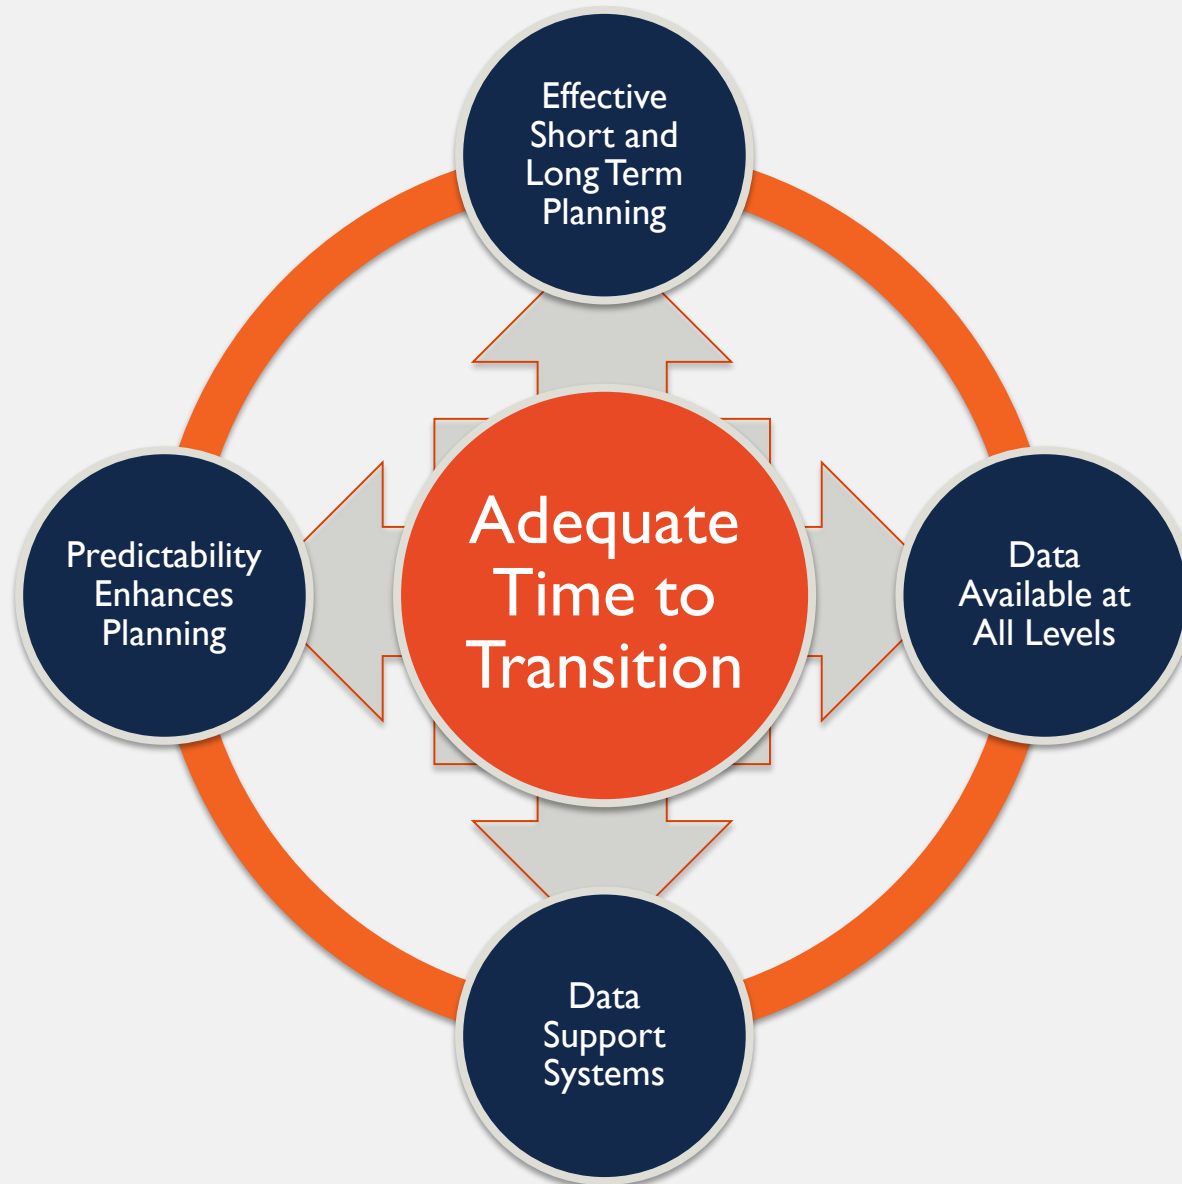 Effective
Short and
Long Term
Planning
Predictability
Enhances
Planning
Adequate
Time to
Transition
Data
Available at
All Levels
Data
Support
Systems